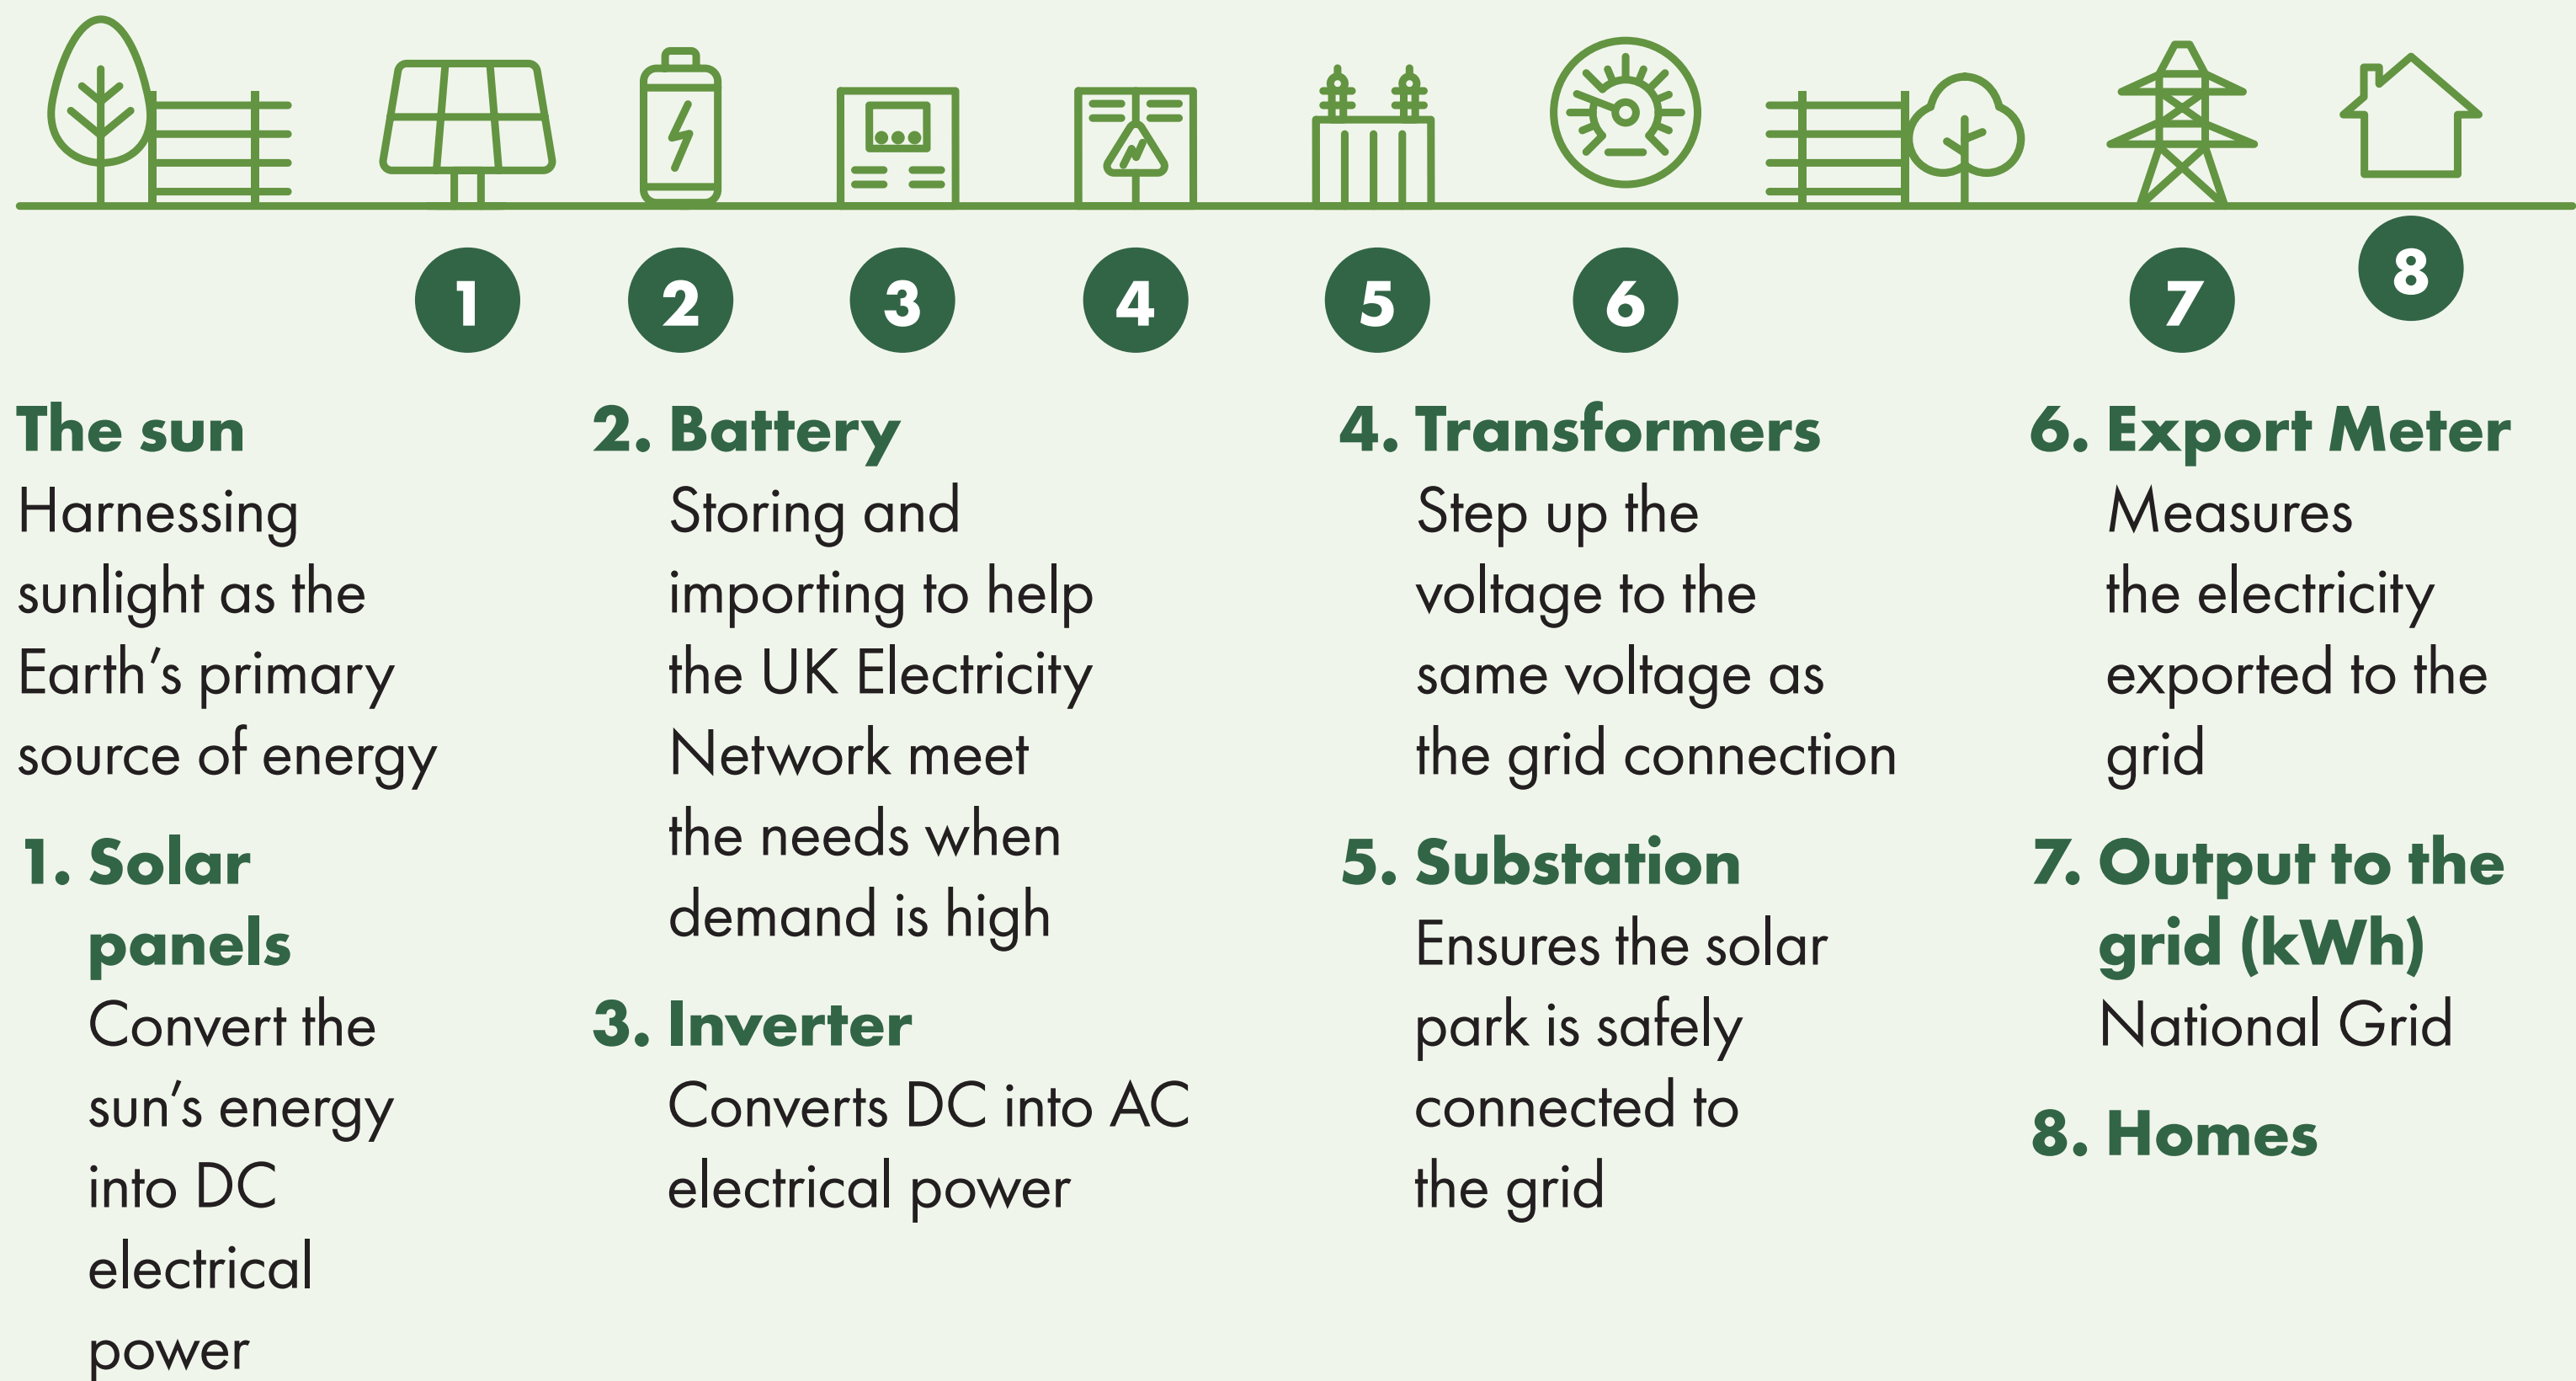 1
2
3
4
5
6
7
8
The sun
Harnessing
sunlight as the
Earth’s primary
source of energy
1. Solar
panels
Convert the
sun’s energy
into DC
electrical
power
2. Battery
Storing and
importing to help
the UK Electricity
Network meet
the needs when
demand is high
3. Inverter
Converts DC into AC
electrical power
4. Transformers
Step up the
voltage to the
same voltage as
the grid connection
5. Substation
Ensures the solar
park is safely
connected to
the grid
6. Export Meter
Measures
the electricity
exported to the
grid
7. Output to the
grid (kWh)
National Grid
8. Homes